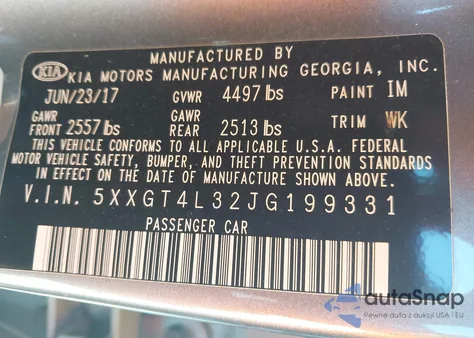 MANUFACTURED BY
KIA KIA MOTORS MANUFACTURING GEORGIA, INC.
JUN/23/17 GVWR 4497 lbs PAINT IM
GAWR FRONT 2557 lbs GAWR REAR 2513 lbs TRIM WK
THIS VEHICLE CONFORMS TO ALL APPLICABLE U.S.A. FEDERAL
MOTOR VEHICLE SAFETY, BUMPER, AND THEFT PREVENTION STANDARDS
IN EFFECT ON THE DATE OF MANUFACTURE SHOWN ABOVE.
V.I.N. 5XXGT4L32JG199331
PASSENGER CAR
autoSnap
Pewne auta z aukcji USA i EU